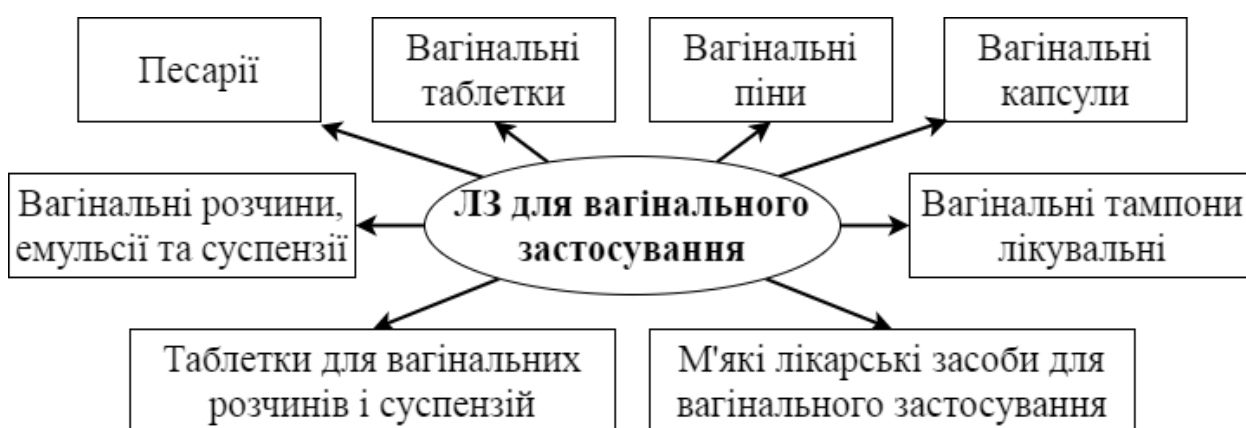 Песарії
Вагінальні
таблетки
Вагінальні
піни
Вагінальні
капсули
Вагінальні розчини,
емульсії та суспензії
ЛЗ для вагінального
застосування
Вагінальні тампони
лікувальні
Таблетки для вагінальних
розчинів і суспензій
М'які лікарські засоби для
вагінального застосування